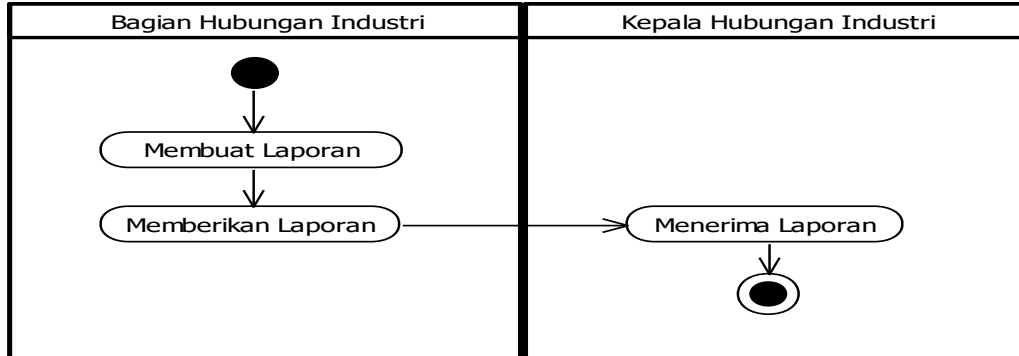 Bagian Hubungan Industri
Kepala Hubungan Industri
Membuat Laporan
Memberikan Laporan
Menerima Laporan